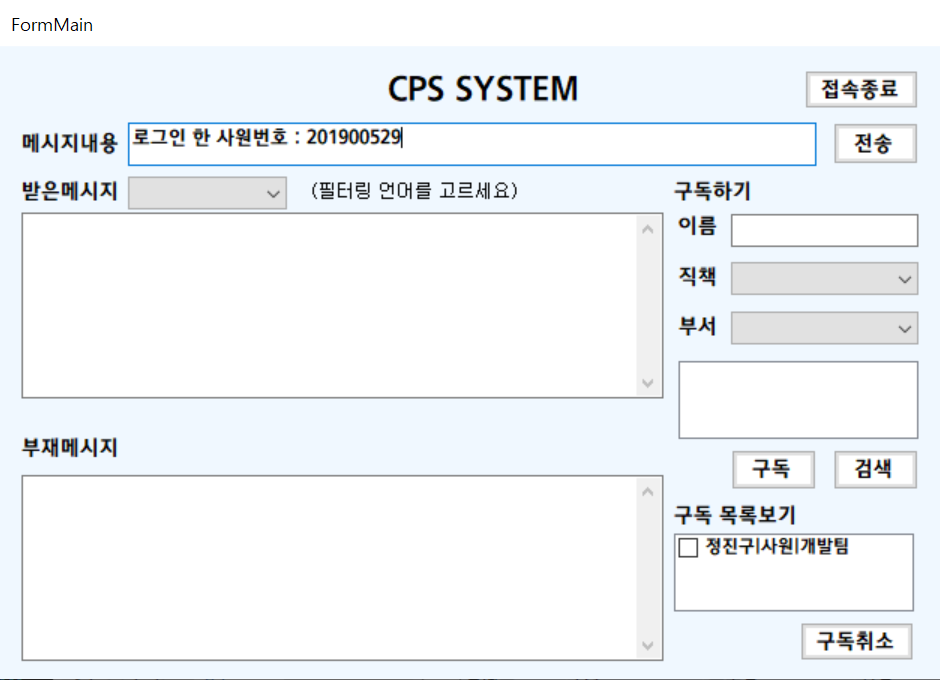 FormMain
CPS SYSTEM
접속종료
메시지내용
로그인 한 사원번호 : 201900529
전송
받은메시지
(필터링 언어를 고르세요)
구독하기
이름
직책
부서
부재메시지
구독
검색
구독 목록보기
정진구|사원|개발팀
구독취소